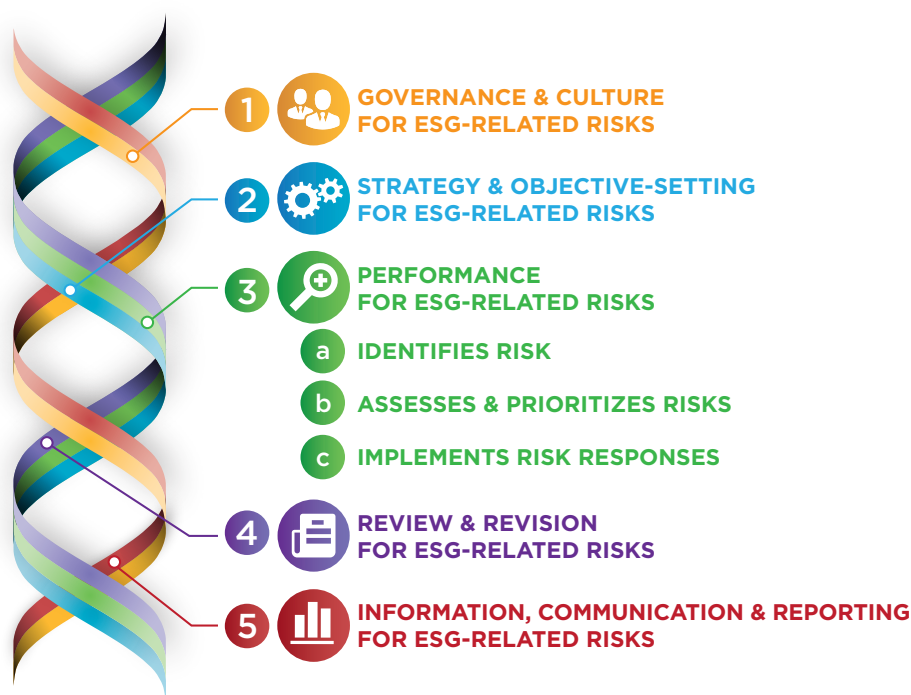 1
GOVERNANCE & CULTURE
FOR ESG-RELATED RISKS
2
STRATEGY & OBJECTIVE-SETTING
FOR ESG-RELATED RISKS
3
PERFORMANCE
FOR ESG-RELATED RISKS
a IDENTIFIES RISK
b ASSESSES & PRIORITIZES RISKS
c IMPLEMENTS RISK RESPONSES
4
REVIEW & REVISION
FOR ESG-RELATED RISKS
5
INFORMATION, COMMUNICATION & REPORTING
FOR ESG-RELATED RISKS